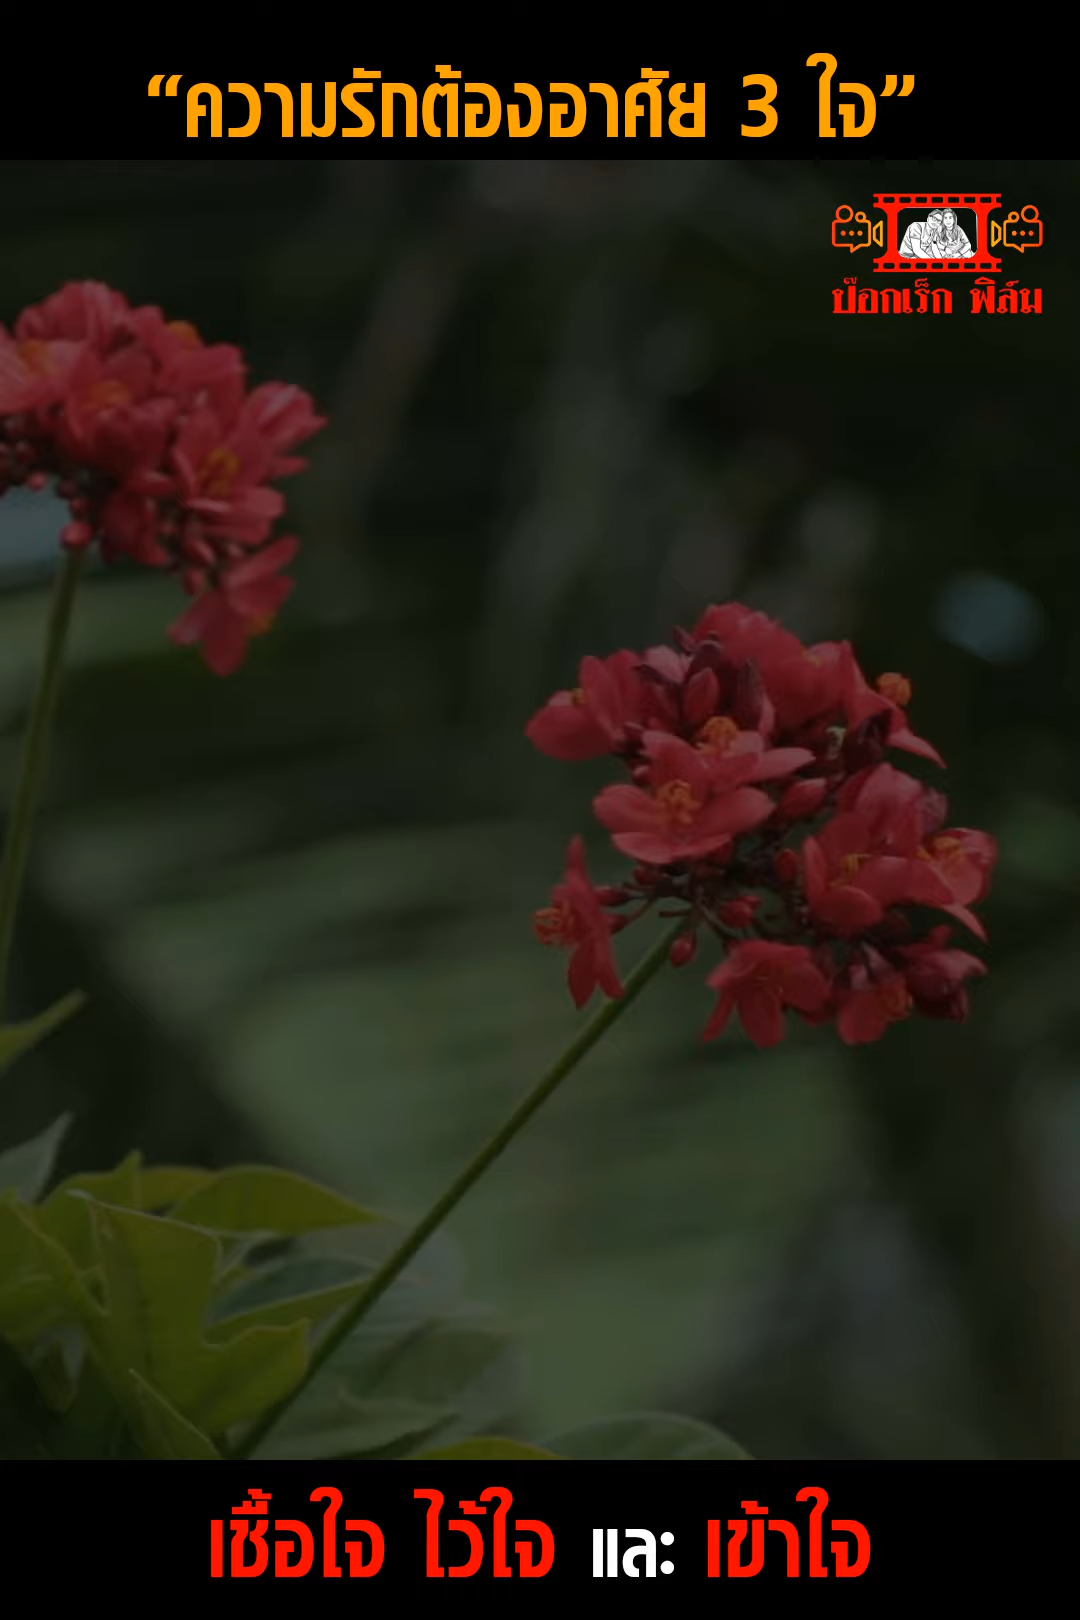 “ความรักต้องอาศัย 3 ใจ”
ป๊อกเร็ก ฟิล์ม
เชื้อใจ ไว้ใจ และ เข้าใจ